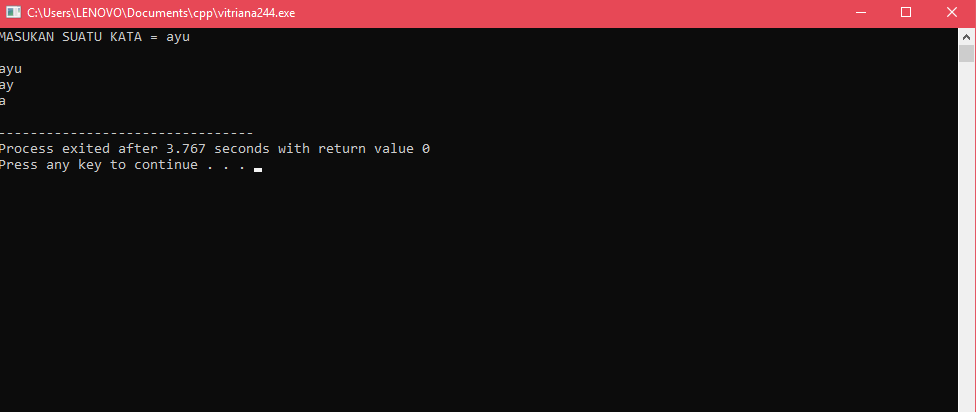 C:\Users\LENOVO\Documents\cpp\vitriana244.exe
MASUKAN SUATU KATA = ayu
ayu
ay
a
--------------------------------
Process exited after 3.767 seconds with return value 0
Press any key to continue . . .